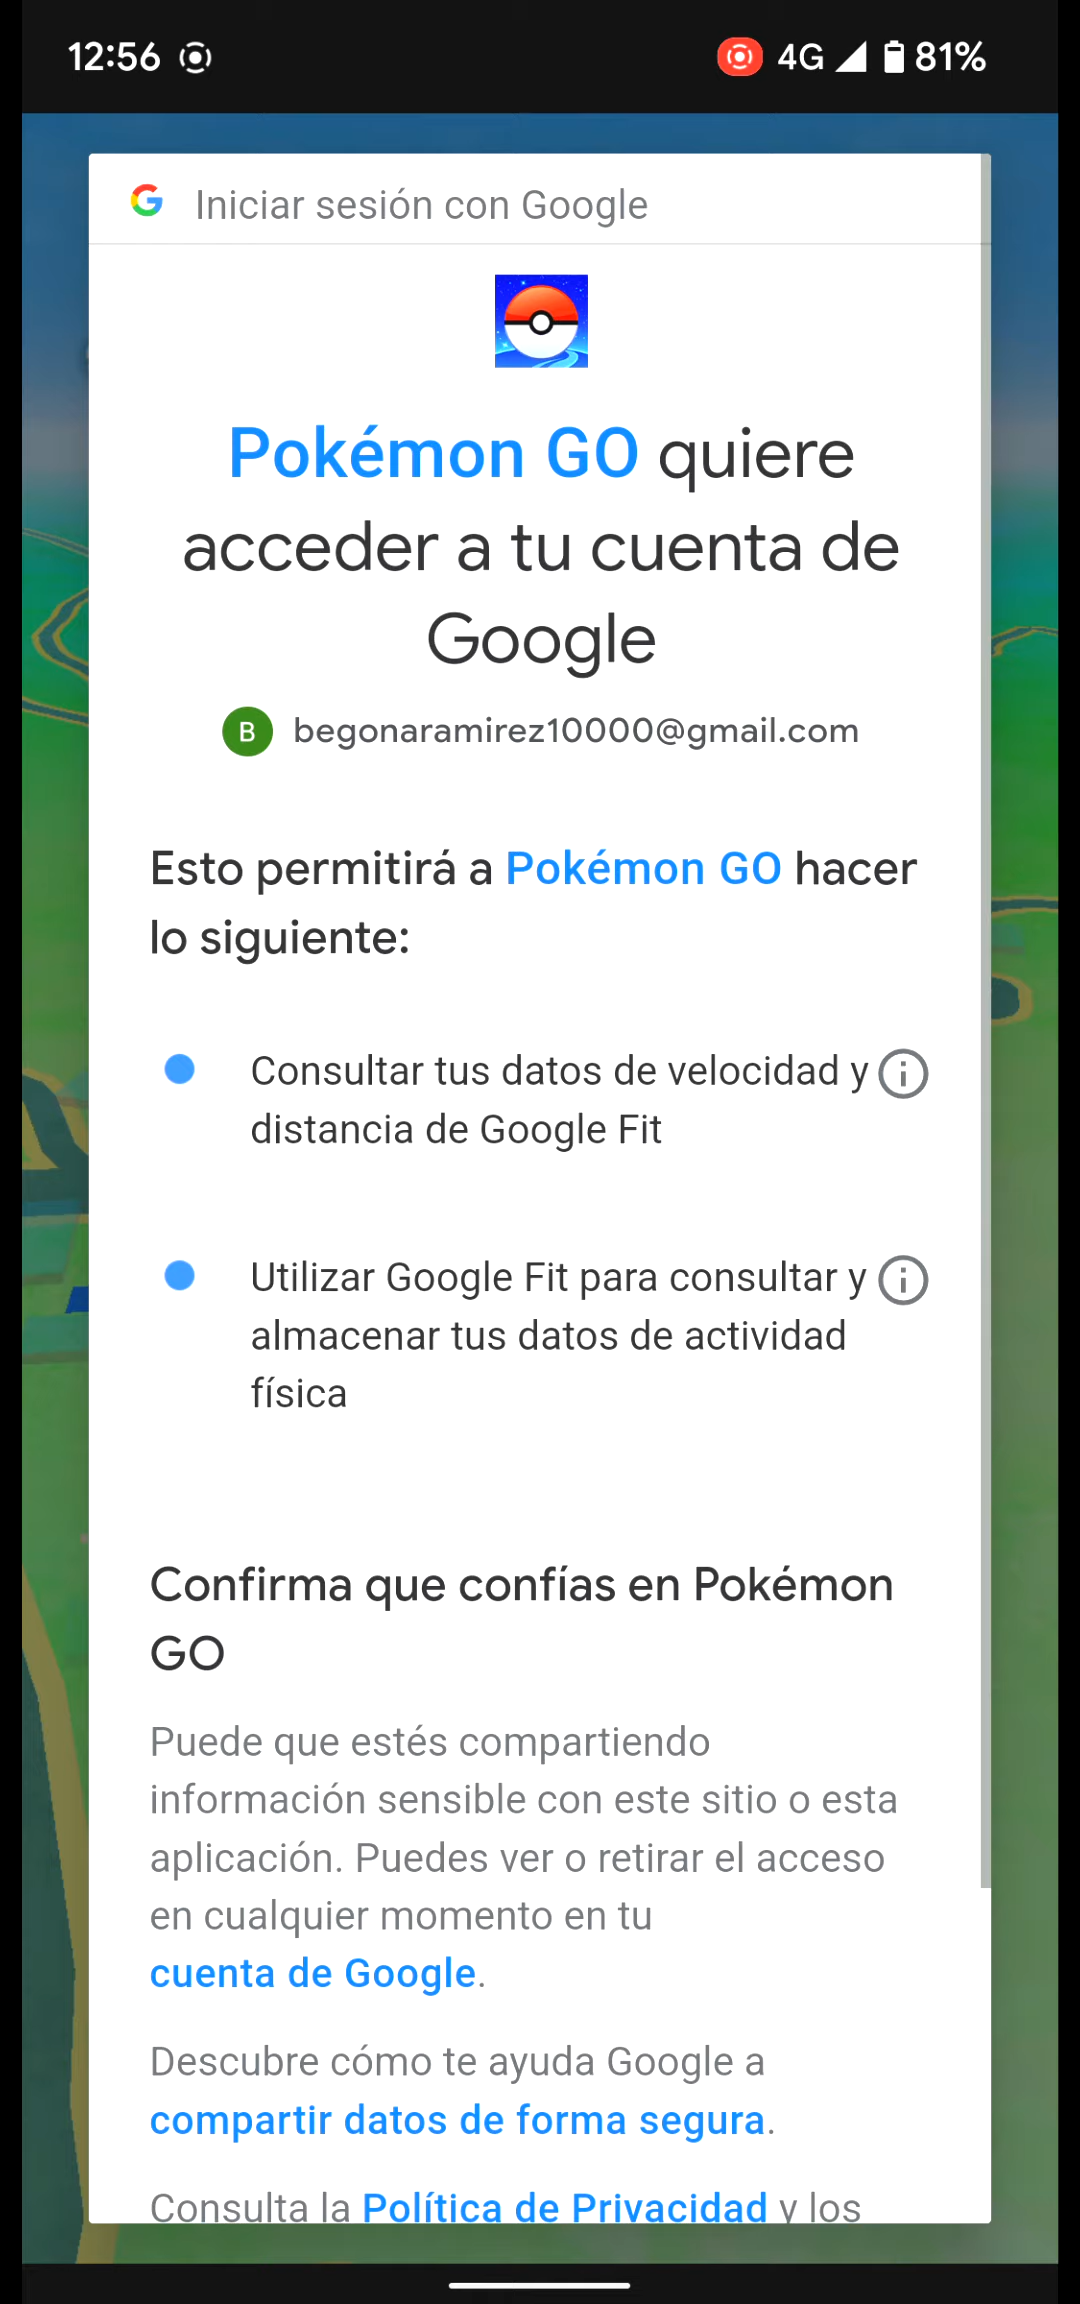 12:56
4G 81%
Iniciar sesión con Google
Pokémon GO quiere
acceder a tu cuenta de
Google
B begonaramirez10000@gmail.com
Esto permitirá a Pokémon GO hacer
lo siguiente:
Consultar tus datos de velocidad y
distancia de Google Fit
Utilizar Google Fit para consultar y
almacenar tus datos de actividad
física
Confirma que confías en Pokémon
GO
Puede que estés compartiendo
información sensible con este sitio o esta
aplicación. Puedes ver o retirar el acceso
en cualquier momento en tu
cuenta de Google.
Descubre cómo te ayuda Google a
compartir datos de forma segura.
Consulta la Política de Privacidad y los